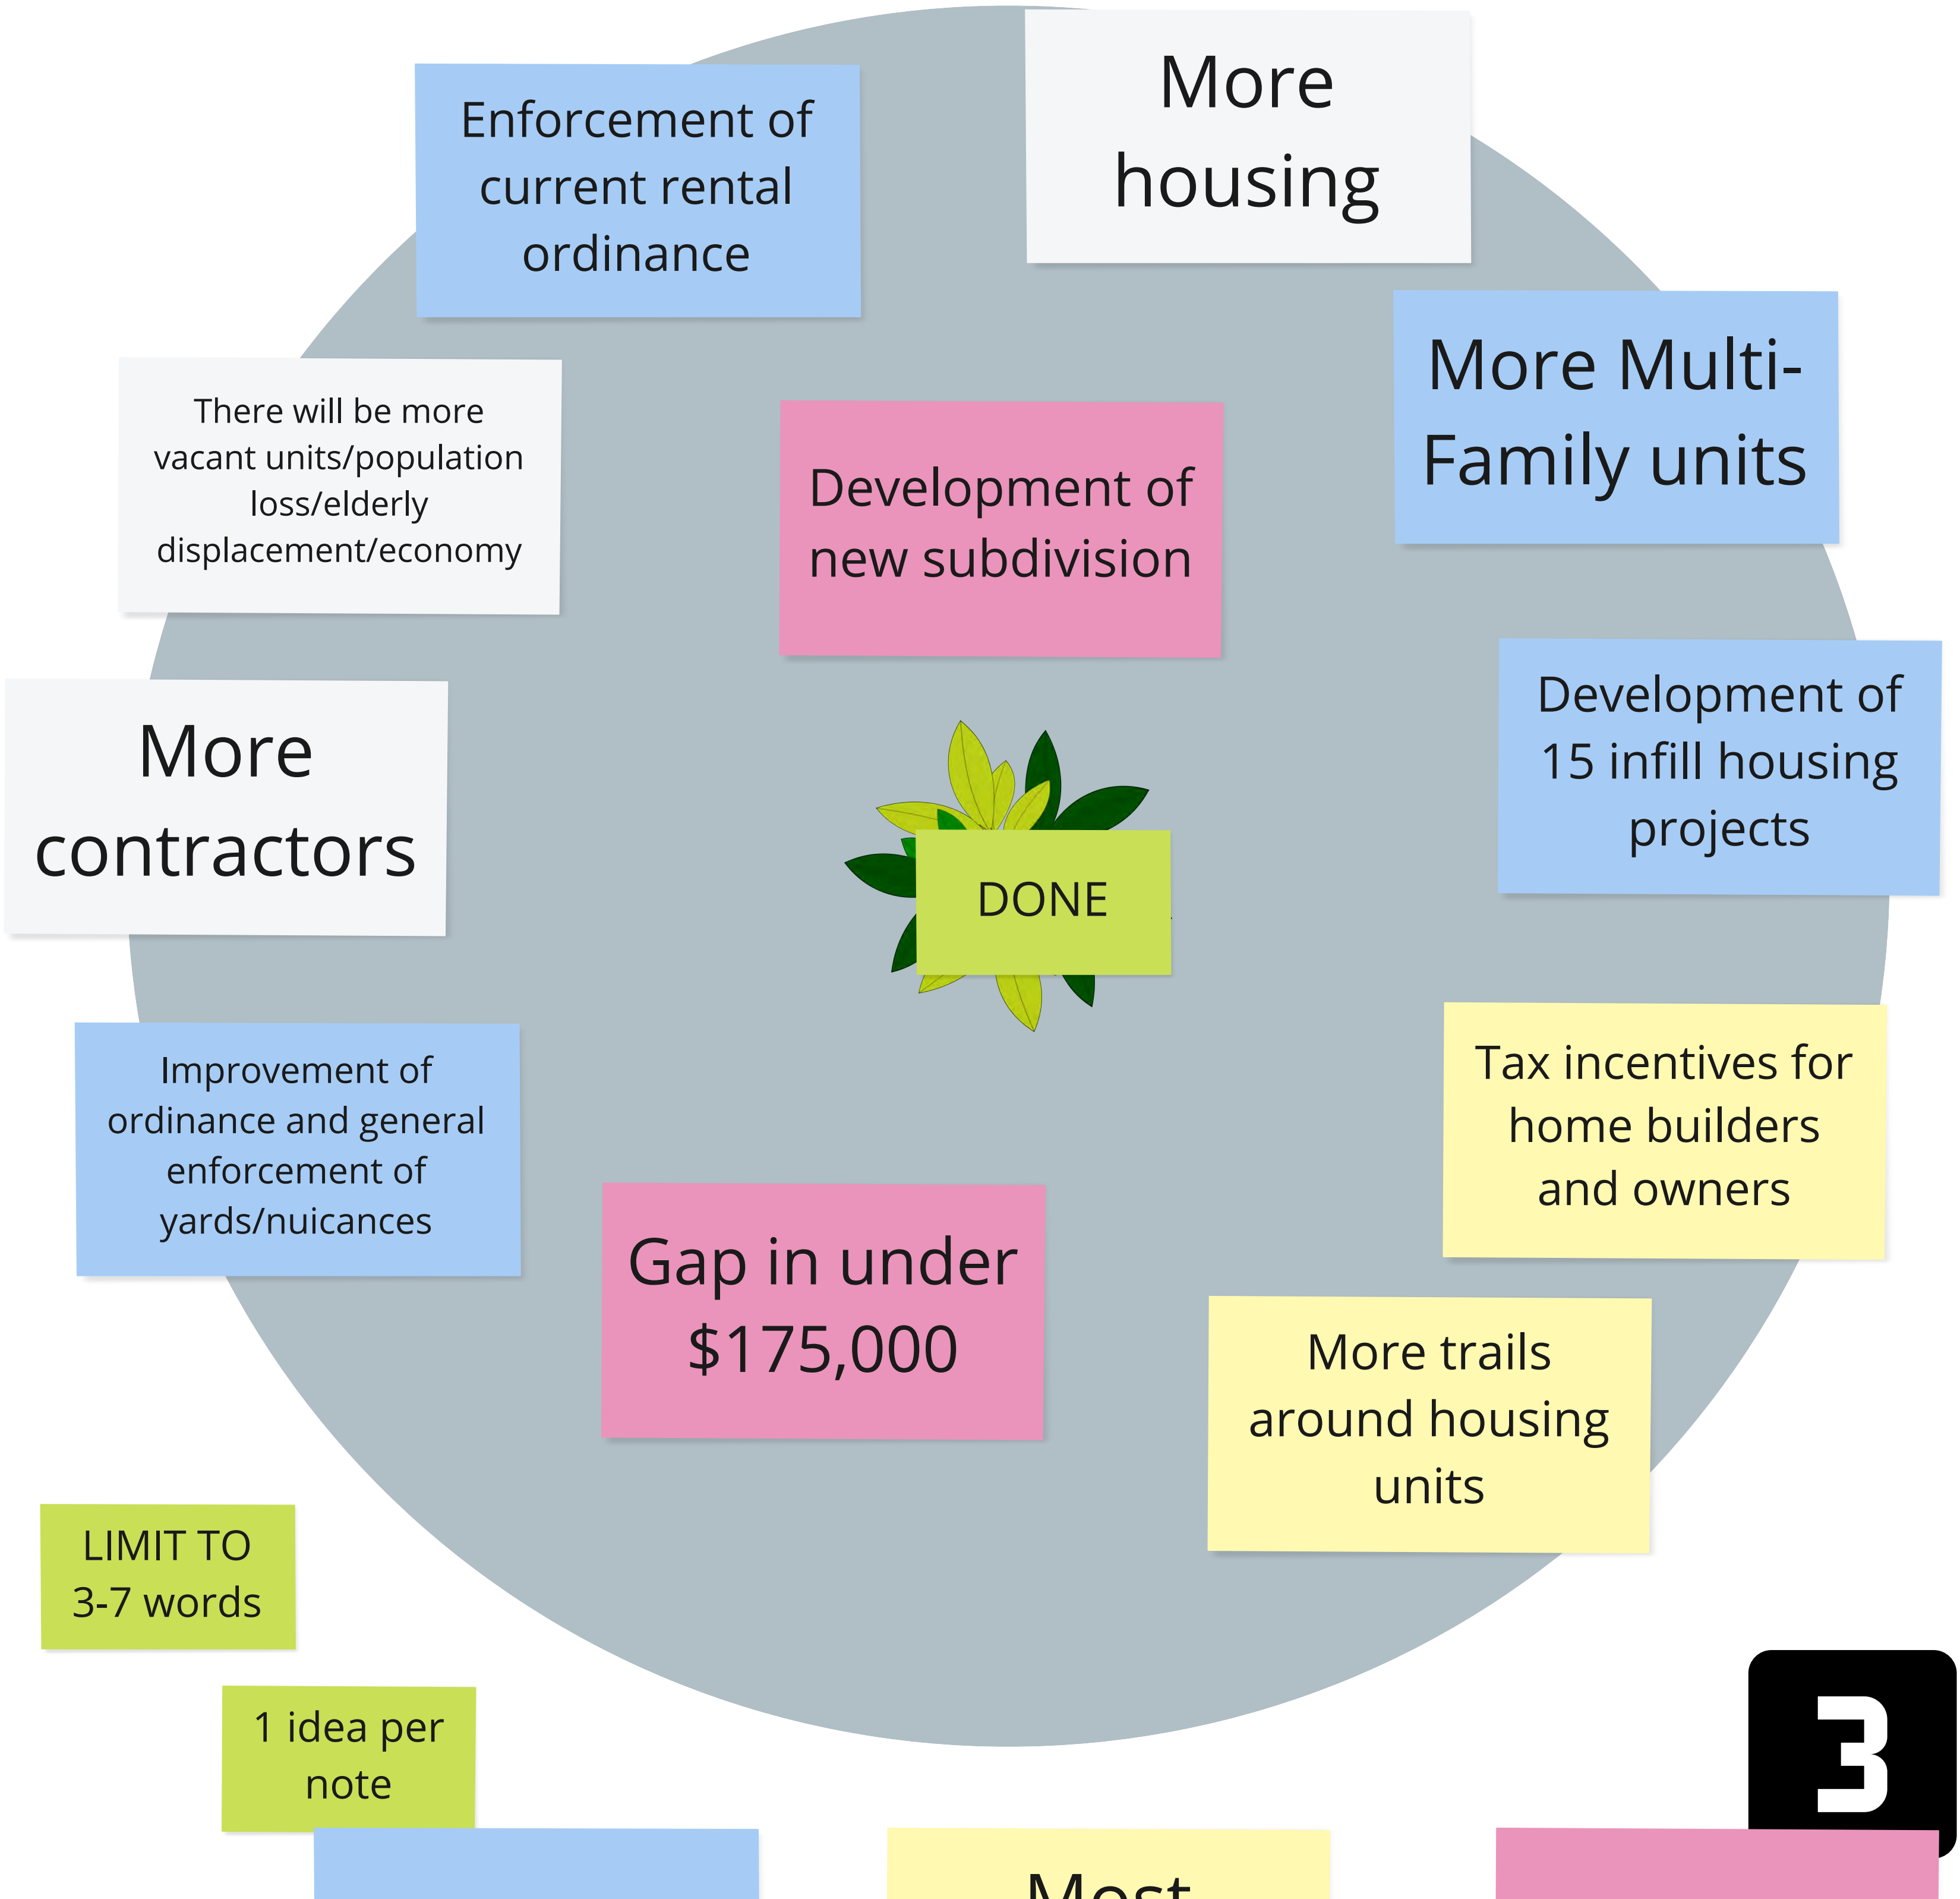 More
housing
Enforcement of
current rental
ordinance
More Multi-
Family units
There will be more
vacant units/population
loss/elderly
displacement/economy
Development of
new subdivision
Development of
15 infill housing
projects
More
contractors
DONE
Tax incentives for
home builders
and owners
Improvement of
ordinance and general
enforcement of
yards/nuicances
Gap in under
$175,000
More trails
around housing
units
LIMIT TO
3-7 words
1 idea per
note
3
Most